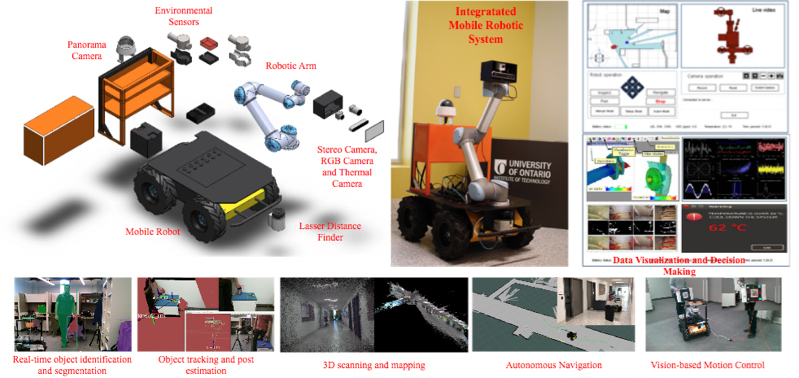 Environmental
Sensors
Panorama
Camera
Robotic Arm
Stereo Camera,
RGB Camera
and Thermal
Camera
Mobile Robot
Lasser Distance
Finder
Integratated
Mobile Robotic
System
UNIVERSITY
OF ONTARIO
INSTITUTE OF TECHNOLOGY
Map
Live video
Robot operation
Camera operation
62 °C
Data Visualization and Decision
Making
Real-time object identification
and segmentation
Object tracking and post
estimation
3D scanning and mapping
Autonomous Navigation
Vision-based Motion Control